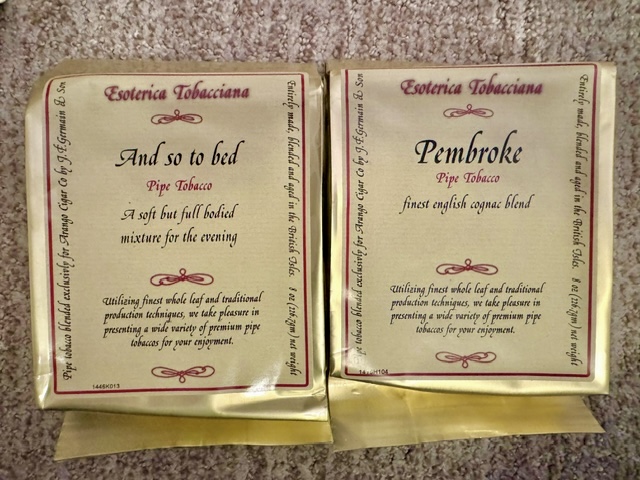 Esoterica Tobacciana
And so to bed
Pipe Tobacco
A soft but full bodied
mixture for the evening
Utilizing finest whole leaf and traditional
production techniques, we take pleasure in
presenting a wide variety of premium pipe
tobaccos for your enjoyment.
Pipe tobacco blended exclusively for Arango Cigar Co by J.F.Germain & Son
Entirely made, blended and aged in the British Isles. 8 oz (226.7gm) net weight
1446K013
Esoterica Tobacciana
Pembroke
Pipe Tobacco
finest english cognac blend
Utilizing finest whole leaf and traditional
production techniques, we take pleasure in
presenting a wide variety of premium pipe
tobaccos for your enjoyment.
Pipe tobacco blended exclusively for Arango Cigar Co by J.F.Germain & Son
Entirely made, blended and aged in the British Isles. 8 oz (226.7gm) net weight